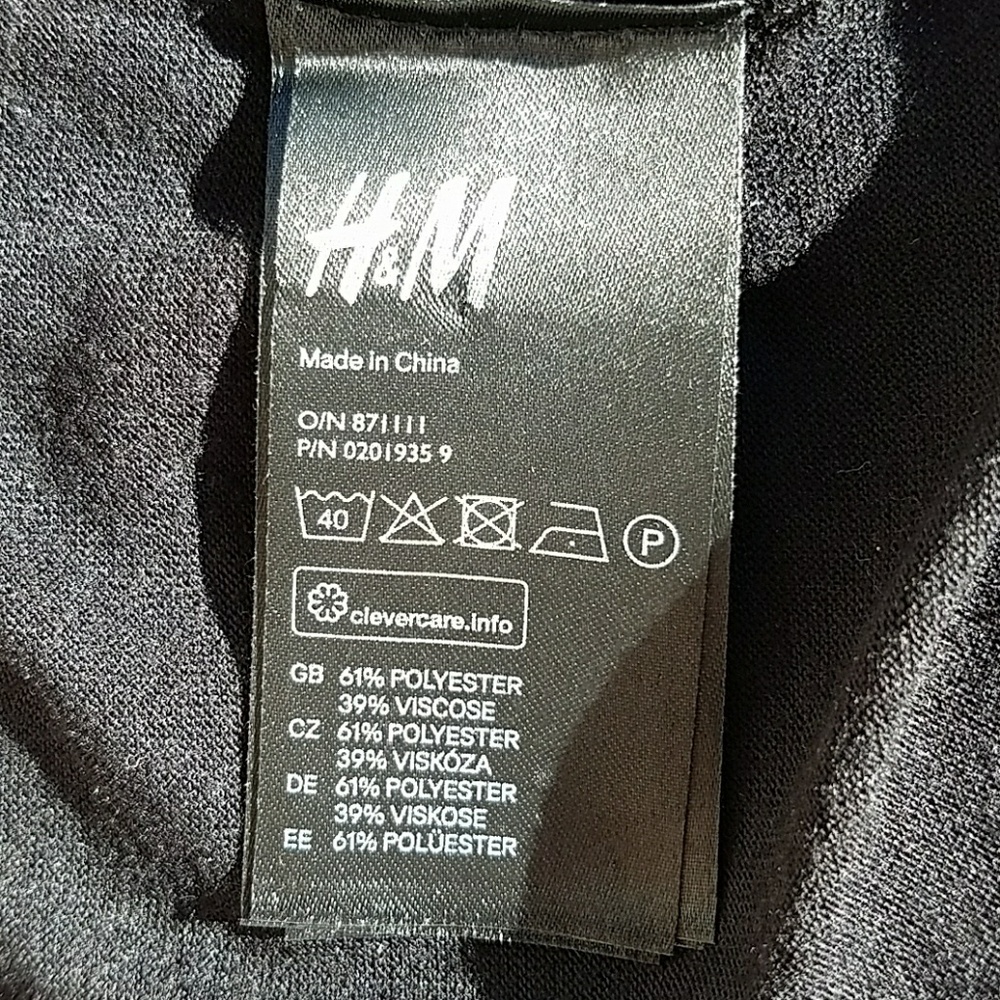 H&M
Made in China
O/N 871111
P/N 0201935 9
40 P
clevercare.info
GB 61% POLYESTER
39% VISCOSE
CZ 61% POLYESTER
39% VISKÓZA
DE 61% POLYESTER
39% VISKOSE
EE 61% POLÜESTER